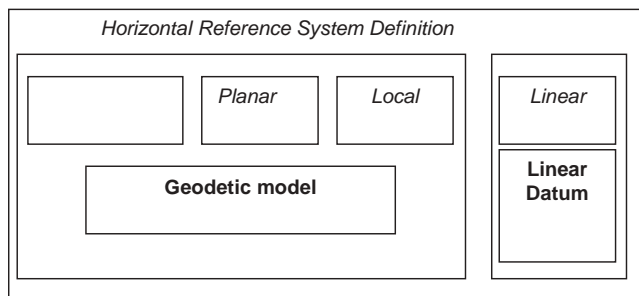 Horizontal Reference System Definition
Planar
Local
Linear
Geodetic model
Linear
Datum